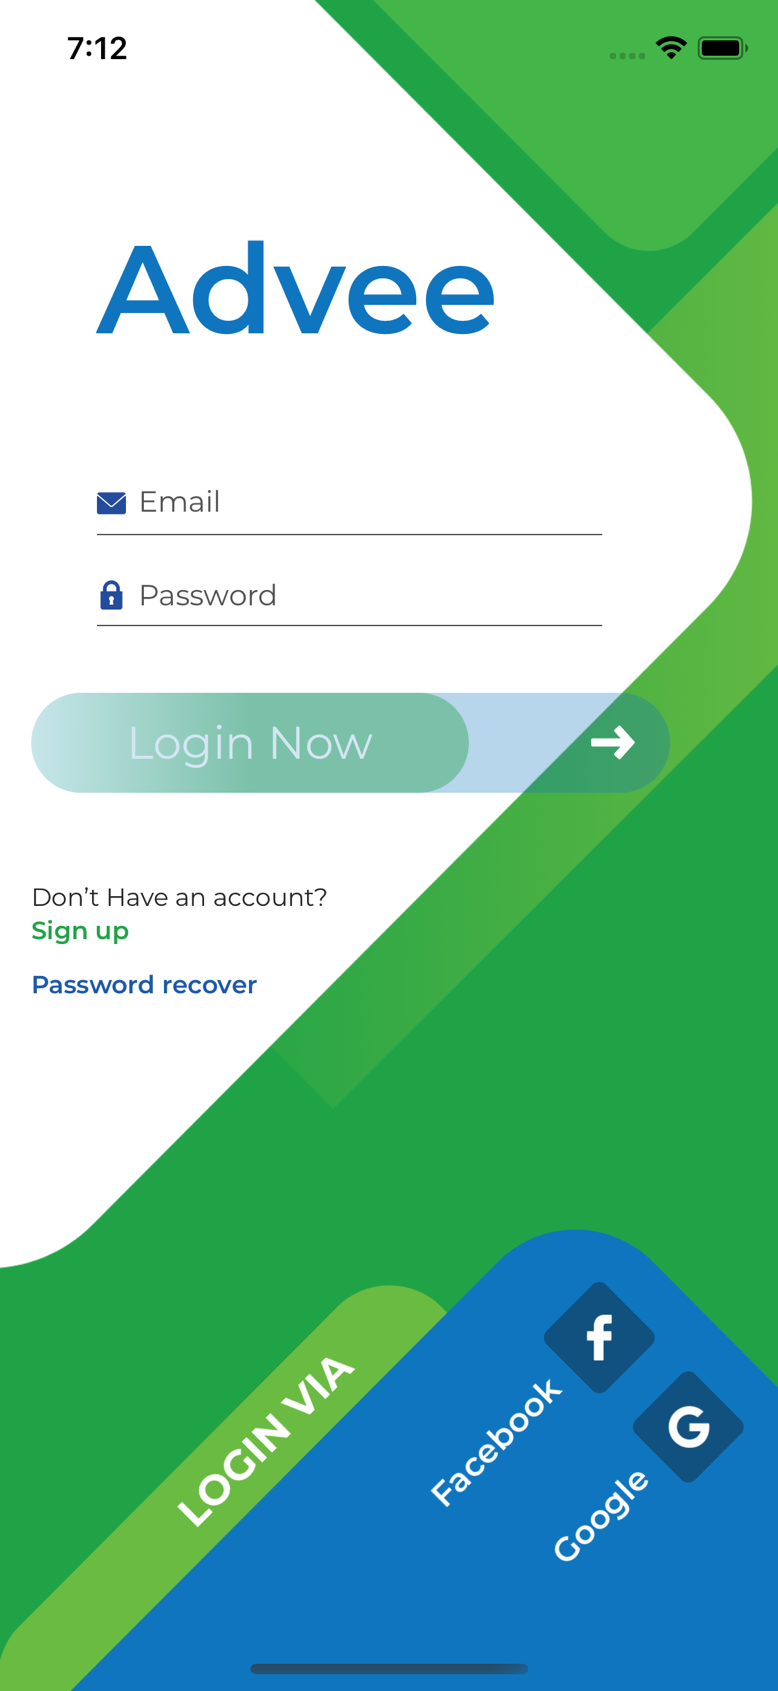 7:12
Advee
Email
Password
Login Now
Don’t Have an account?
Sign up
Password recover
LOGIN VIA
Facebook
Google